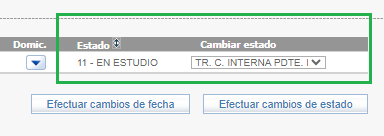 Domic. Estado Cambiar estado
11 - EN ESTUDIO TR. C. INTERNA PDTE.
Efectuar cambios de fecha Efectuar cambios de estado